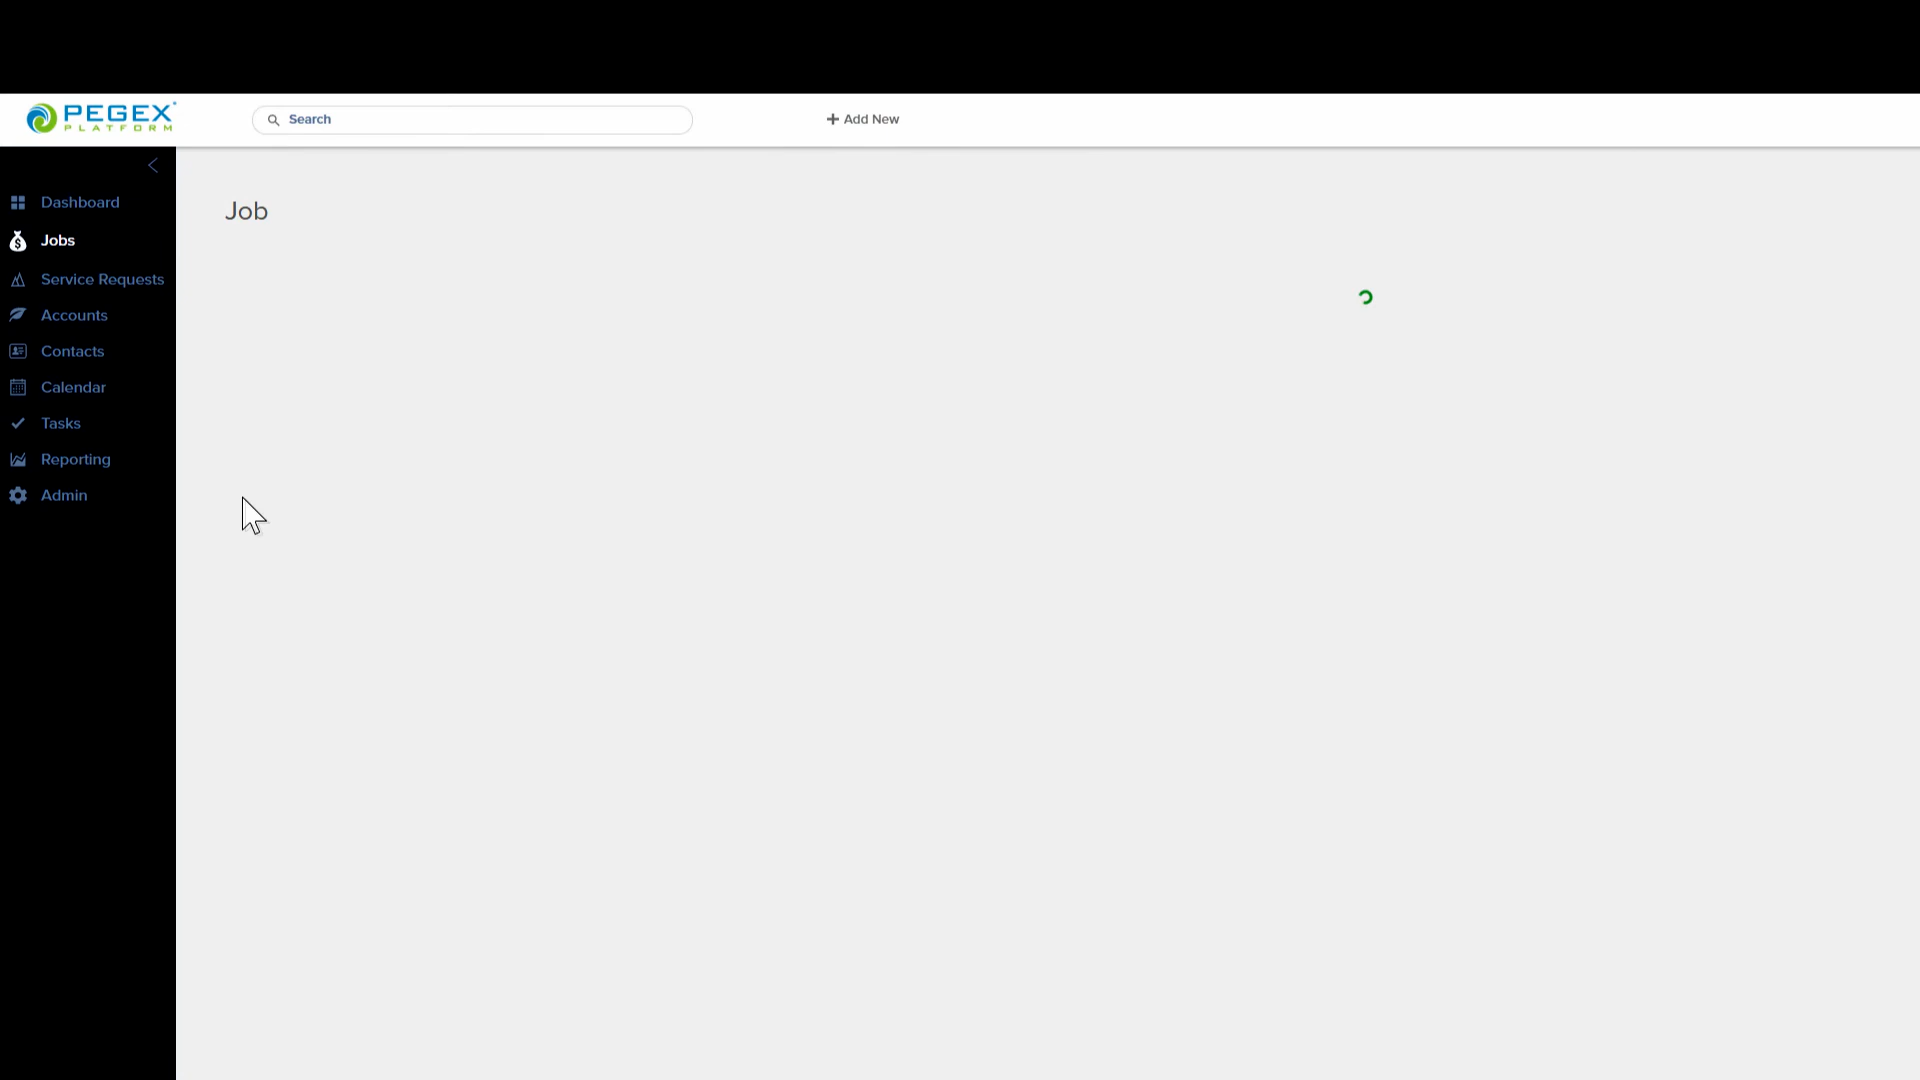 PEGEX
PLATFORM
Search
Add New
Dashboard
Jobs
Service Requests
Accounts
Contacts
Calendar
Tasks
Reporting
Admin
Job